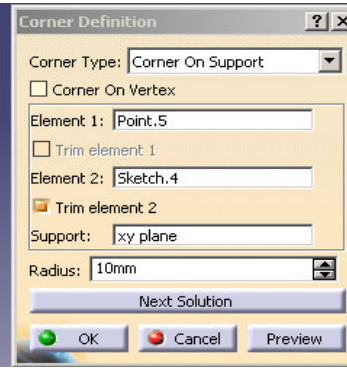 Corner Definition
Corner Type: Corner On Support
Corner On Vertex
Element 1: Point.5
Trim element 1
Element 2: Sketch.4
Trim element 2
Support: xy plane
Radius: 10mm
Next Solution
OK Cancel Preview